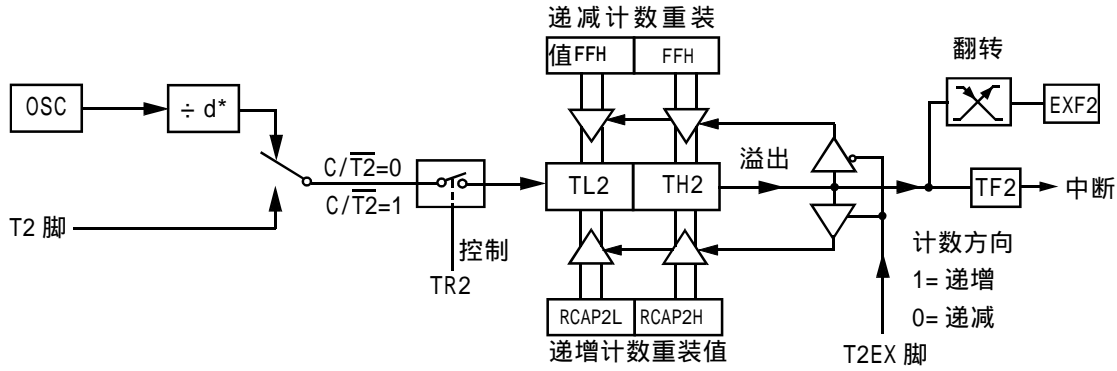 递减计数重装
值FFH FFH
翻转
OSC
÷ d*
EXF2
C/T2=0
溢出
TL2
TH2
TF2
中断
C/T2=1
T2 脚
控制
TR2
计数方向
1= 递增
0= 递减
RCAP2L
RCAP2H
递增计数重装值
T2EX 脚